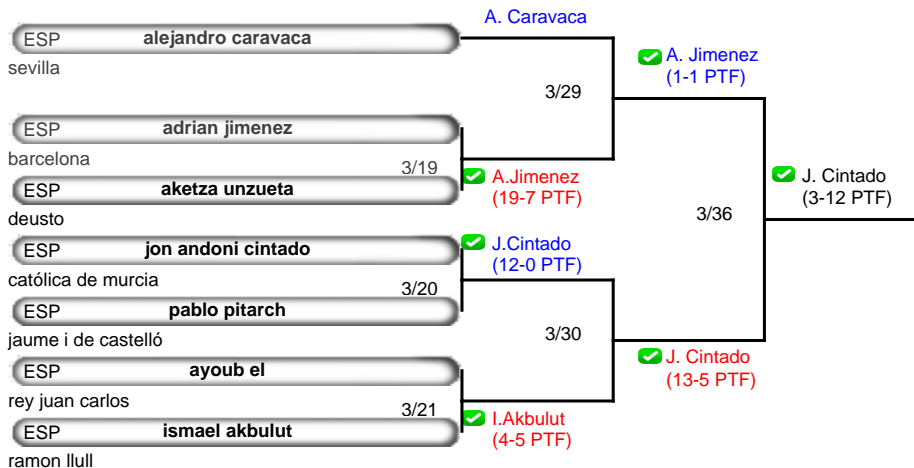 A. Caravaca
ESP alejandro caravaca
sevilla
A. Jimenez
(1-1 PTF)
3/29
ESP adrian jimenez
barcelona
3/19
A.Jimenez
(19-7 PTF)
ESP aketza unzueta
deusto
J. Cintado
(3-12 PTF)
3/36
ESP jon andoni cintado
católica de murcia
J.Cintado
(12-0 PTF)
3/20
ESP pablo pitarch
jaume i de castelló
3/30
J. Cintado
(13-5 PTF)
ESP ayoub el
rey juan carlos
3/21
I.Akbulut
(4-5 PTF)
ESP ismael akbulut
ramon llull